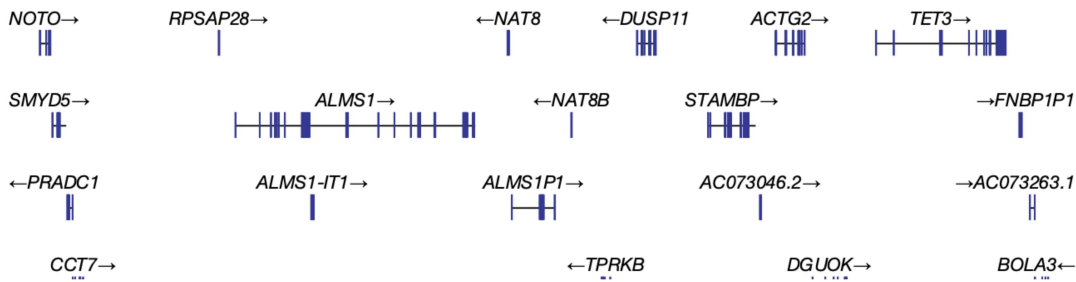 NOTO→ RPSAP28→ ←NAT8 ←DUSP11 ACTG2→ TET3→
SMYD5→ ALMS1→ ←NAT8B STAMBP→ →FNBP1P1
←PRADC1 ALMS1-IT1→ ALMS1P1→ AC073046.2→ →AC073263.1
CCT7→ ←TPRKB DGUOK→ BOLA3←